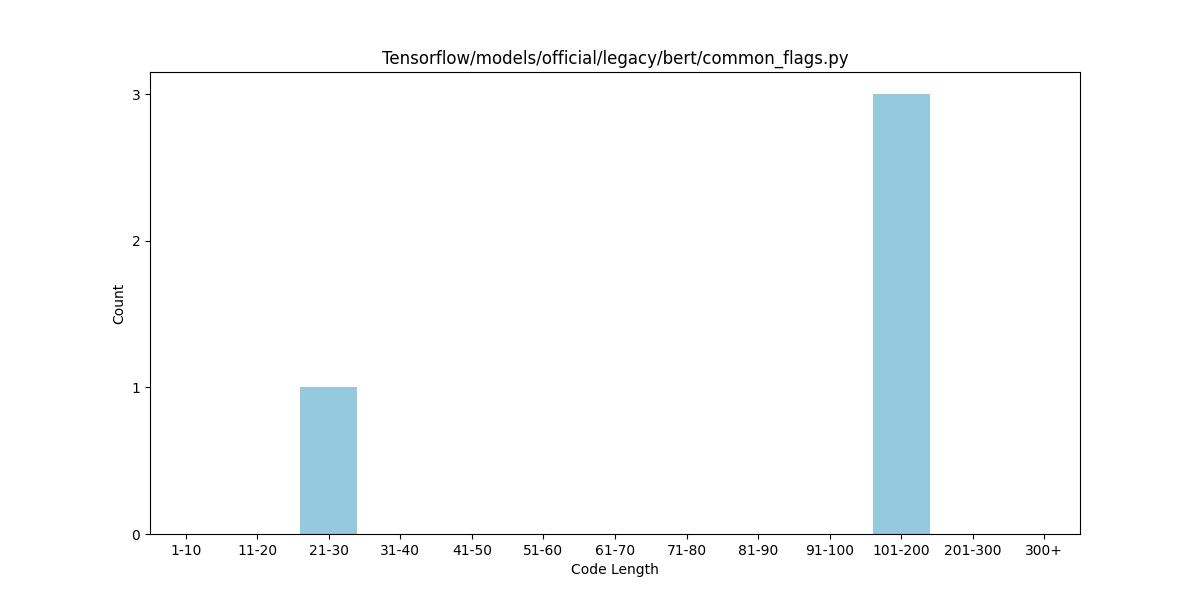 Tensorflow/models/official/legacy/bert/common_flags.py
3
2
1
0
Count
1-10 11-20 21-30 31-40 41-50 51-60 61-70 71-80 81-90 91-100 101-200 201-300 300+
Code Length